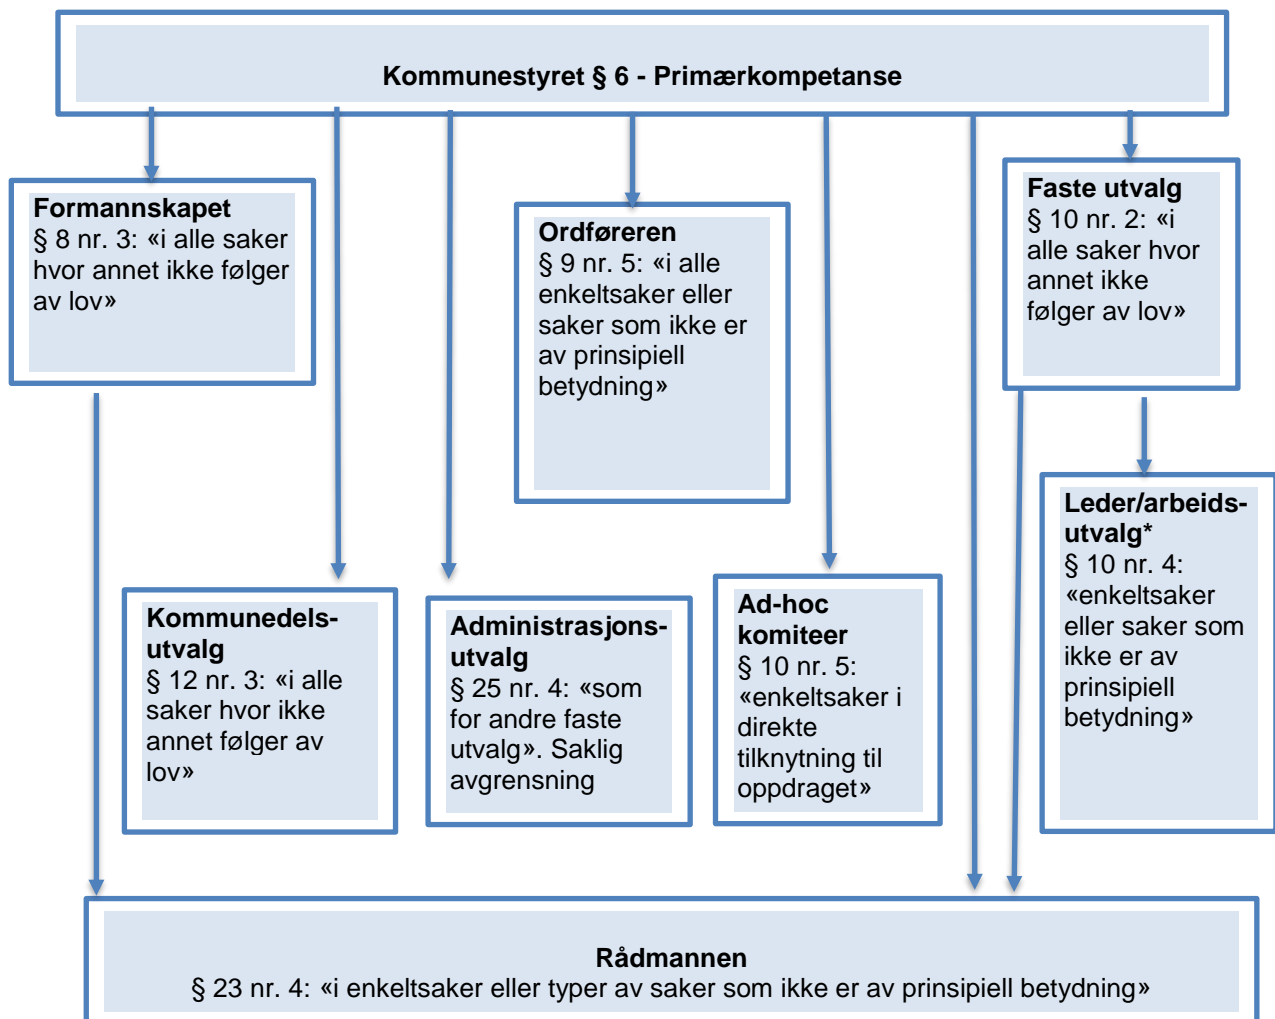 Kommunestyret § 6 - Primærkompetanse
Formannskapet
§ 8 nr. 3: «i alle saker
hvor annet ikke følger
av lov»
Ordføreren
§ 9 nr. 5: «i alle
enkeltsaker eller
saker som ikke er
av prinsipiell
betydning»
Faste utvalg
§ 10 nr. 2: «i
alle saker hvor
annet ikke
følger av lov»
Kommunedels-
utvalg
§ 12 nr. 3: «i alle
saker hvor ikke
annet følger av
lov»
Administrasjons-
utvalg
§ 25 nr. 4: «som
for andre faste
utvalg». Saklig
avgrensning
Ad-hoc
komiteer
§ 10 nr. 5:
«enkeltsaker i
direkte
tilknytning til
oppdraget»
Leder/arbeids-
utvalg*
§ 10 nr. 4:
«enkeltsaker
eller saker som
ikke er av
prinsipiell
betydning»
Rådmannen
§ 23 nr. 4: «i enkeltsaker eller typer av saker som ikke er av prinsipiell betydning»